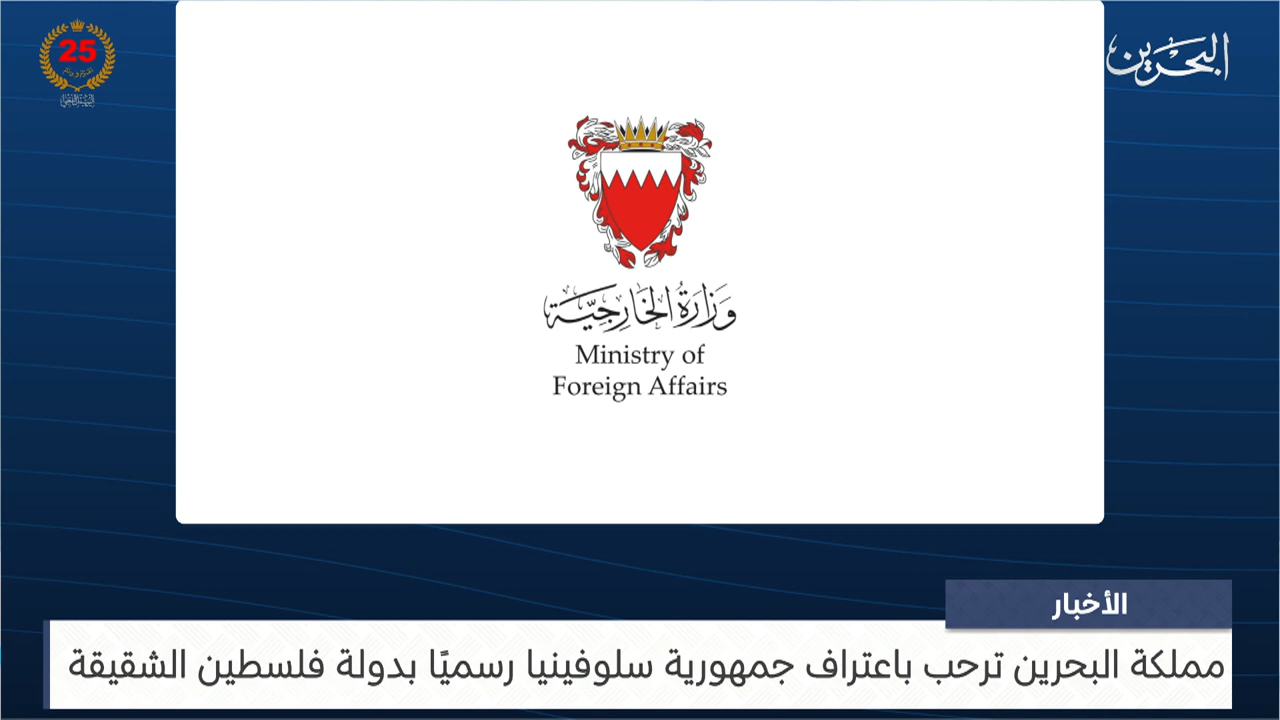 البحرين
25
وزارة الخارجية
Ministry of
Foreign Affairs
الأخبار
مملكة البحرين ترحب باعتراف جمهورية سلوفينيا رسميًا بدولة فلسطين الشقيقة